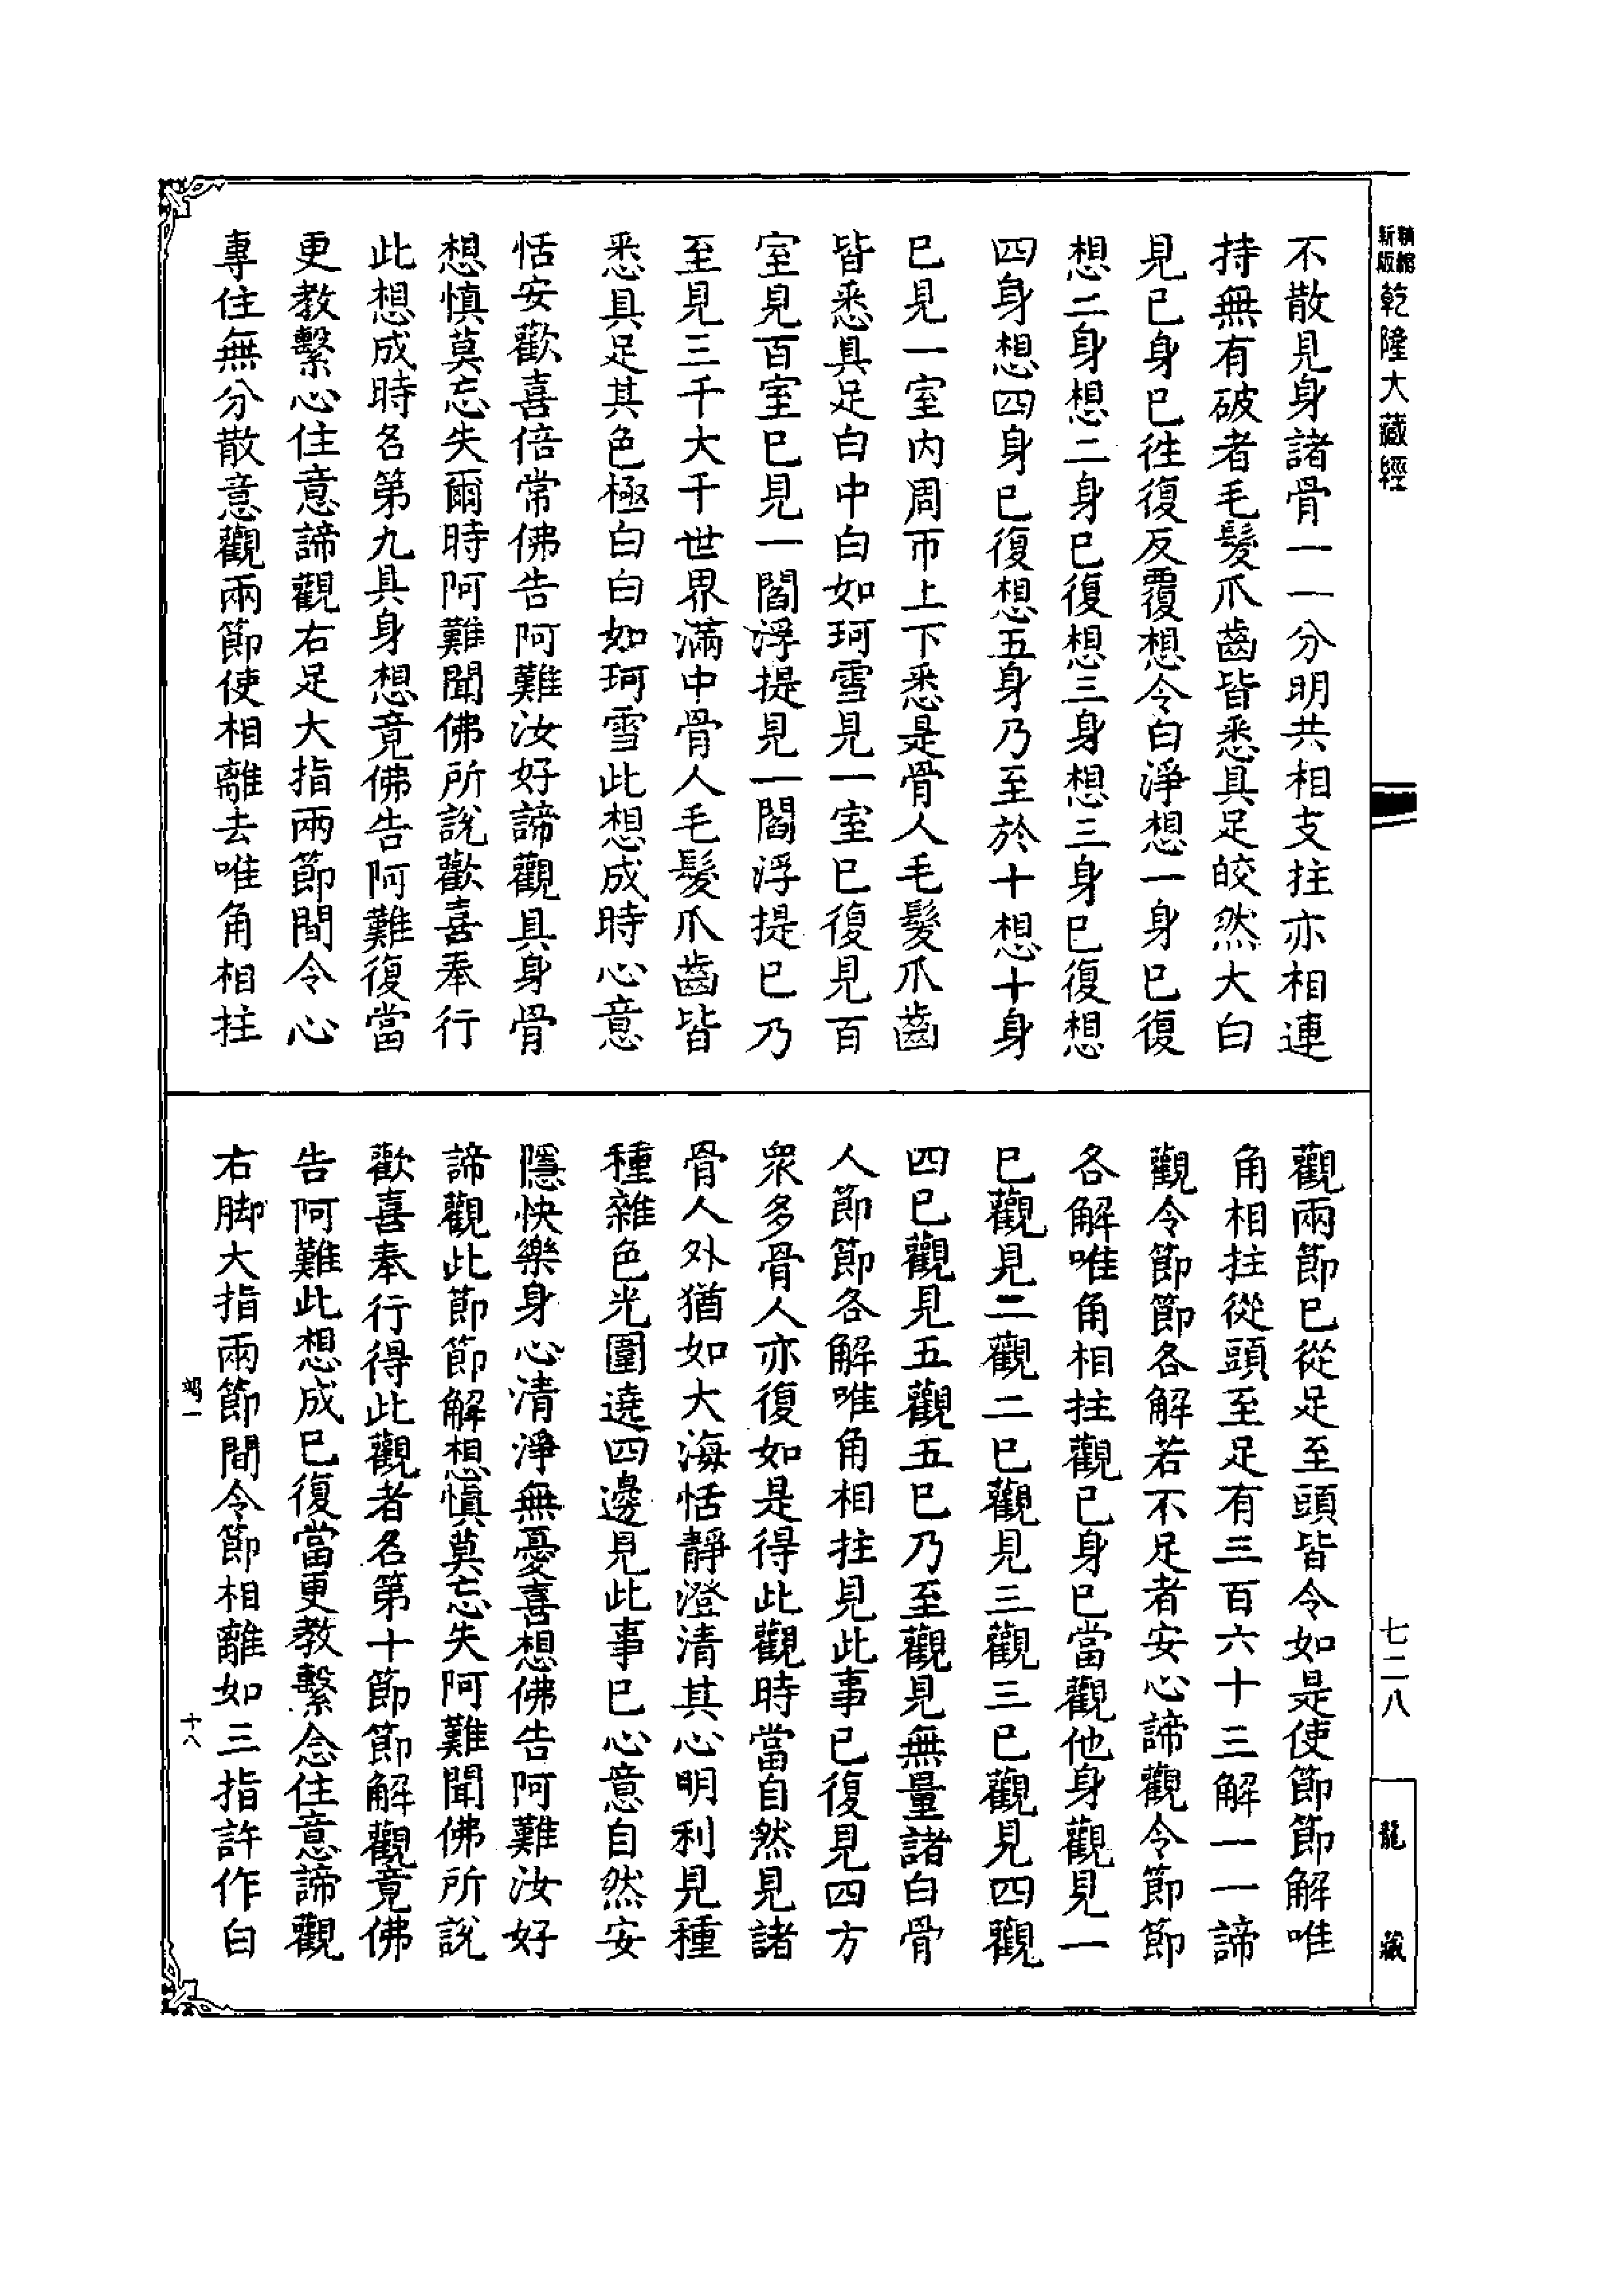 新版
乾隆大藏經
七二八
龍藏
不散見身諸骨一一分明共相支拄亦相連
持無有破者毛髮爪齒皆悉具足皎然大白
見已身已徃復反覆想令白淨想一身已復
想二身想二身已復想三身想三身已復想
四身想四身已復想五身乃至於十想十身
已見一室內周帀上下悉是骨人毛髮爪齒
皆悉具足白中白如珂雪見一室已復見百
室見百室已見一閻浮提見一閻浮提已乃
至見三千大千世界滿中骨人毛髮爪齒皆
悉具足其色極白白如珂雪此想成時心意
恬安歡喜倍常佛告阿難汝好諦觀具身骨
想慎莫忘失爾時阿難聞佛所說歡喜奉行
此想成時名第九具身想竟佛告阿難復當
更教繫心住意諦觀右足大指兩節間令心
專住無分散意觀兩節使相離去唯角相拄
觀兩節已從足至頭皆令如是使節節解唯
角相拄從頭至足有三百六十三解一一諦
觀令節節各解若不足者安心諦觀令節節
各解唯角相拄觀已身已當觀他身觀見一
已觀見二觀二已觀見三觀三已觀見四觀
四已觀見五觀五已乃至觀見無量諸白骨
人節節各解唯角相拄見此事已復見四方
眾多骨人亦復如是得此觀時當自然見諸
骨人外猶如大海恬靜澄清其心明利見種
種雜色光圍遶四邊見此事已心意自然安
隱快樂身心清淨無憂喜想佛告阿難汝好
諦觀此節節解想慎莫忘失阿難聞佛所說
歡喜奉行得此觀者名第十節節解觀竟佛
告阿難此想成已復當更教繫念住意諦觀
右脚大指兩節間令節相離如三指許作白
一
十八